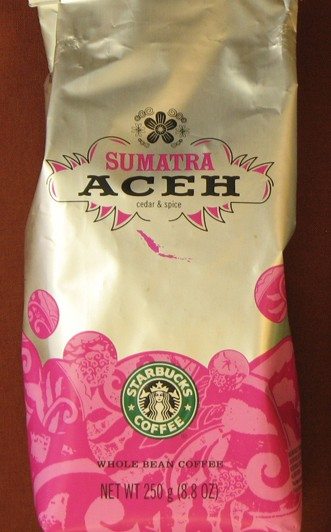 SUMATRA
ACEH
cedar & spice
STARBUCKS
COFFEE
WHOLE BEAN COFFEE
NET WT 250 g (8.8 OZ)